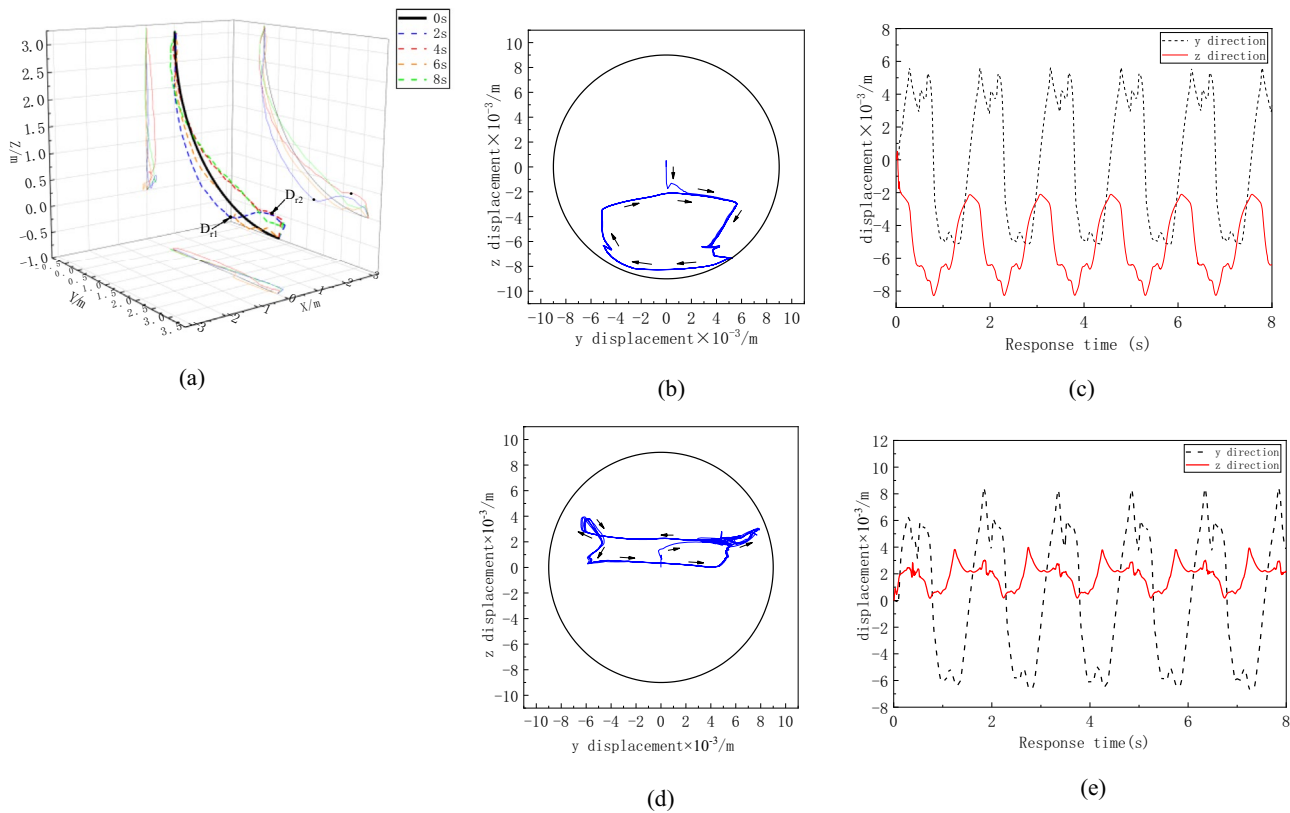 0s
2s
4s
6s
8s
m/Z
3.0
2.5
2.0
1.5
1.0
0.5
0.0
-0.5
-1.0
D_r1
D_r2
Y/m
X/m
(a)
z displacement×10⁻³/m
10
8
6
4
2
0
-2
-4
-6
-8
-10
-10 -8 -6 -4 -2 0 2 4 6 8 10
y displacement×10⁻³/m
(b)
y direction
z direction
displacement×10⁻³/m
8
6
4
2
0
-2
-4
-6
-8
0 2 4 6 8
Response time (s)
(c)
z displacement×10⁻³/m
10
8
6
4
2
0
-2
-4
-6
-8
-10
-10 -8 -6 -4 -2 0 2 4 6 8 10
y displacement×10⁻³/m
(d)
y direction
z direction
displacement×10⁻³/m
12
10
8
6
4
2
0
-2
-4
-6
-8
0 2 4 6 8
Response time(s)
(e)